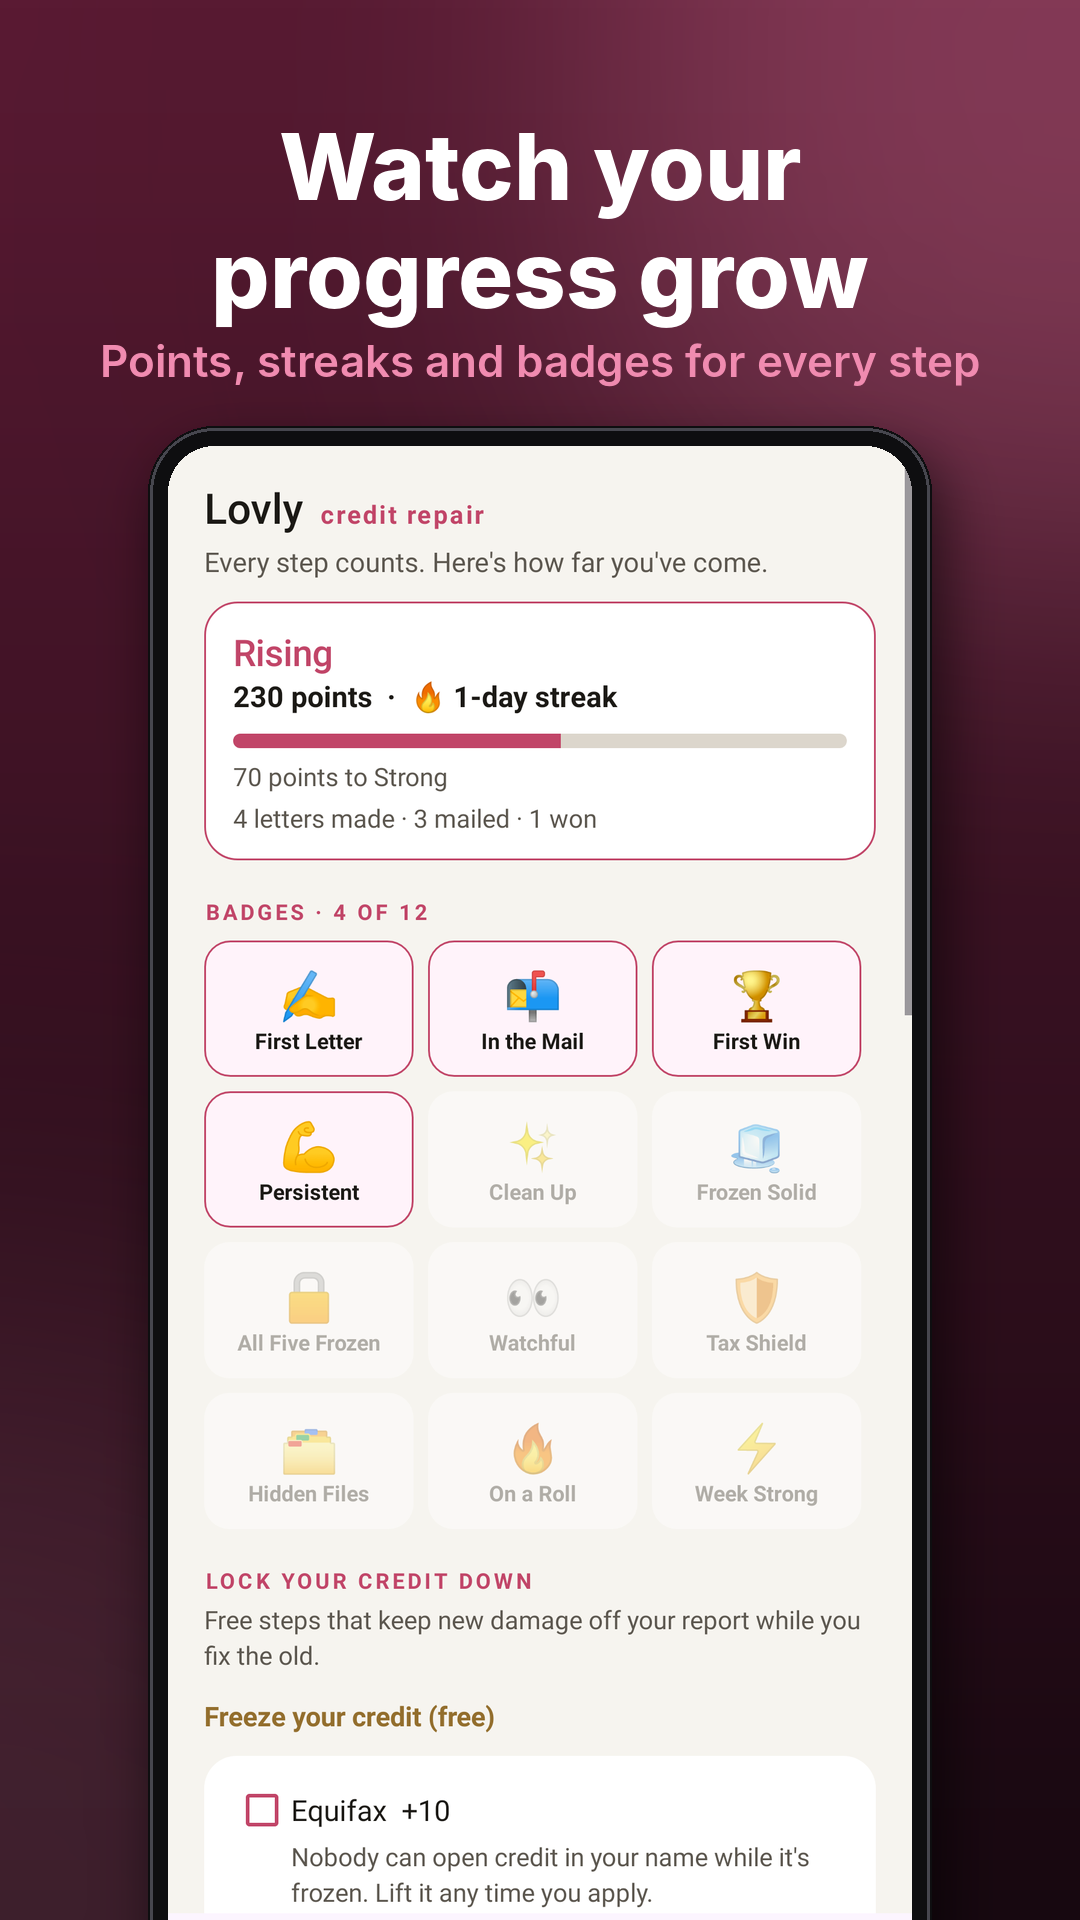 Watch your
progress grow
Points, streaks and badges for every step
Lovly credit repair
Every step counts. Here's how far you've come.
Rising
230 points · 🔥 1-day streak
70 points to Strong
4 letters made · 3 mailed · 1 won
BADGES · 4 OF 12
First Letter
In the Mail
First Win
Persistent
Clean Up
Frozen Solid
All Five Frozen
Watchful
Tax Shield
Hidden Files
On a Roll
Week Strong
LOCK YOUR CREDIT DOWN
Free steps that keep new damage off your report while you
fix the old.
Freeze your credit (free)
Equifax +10
Nobody can open credit in your name while it's
frozen. Lift it any time you apply.